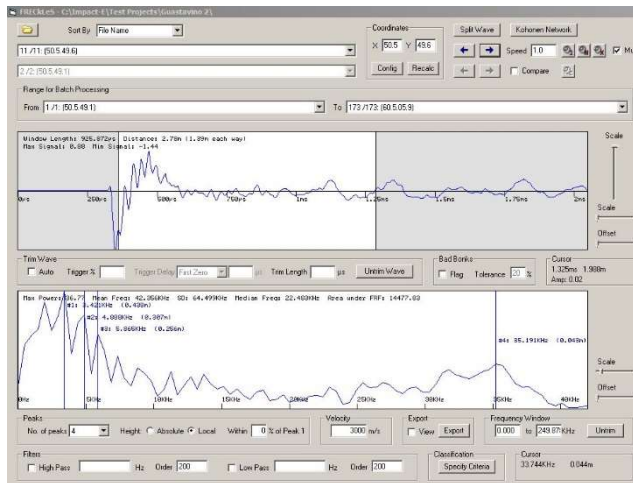 FRECkLeS - C:\Impact-E\Test Projects\Guastavino 2\
Sort By File Name
11 /11: (50.5.49.6)
2 /2: (50.5.49.1)
Coordinates
X 50.5 Y 49.6
Config Recalc
Split Wave Kohonen Network
Speed 1.0
Compare
Range for Batch Processing
From 1 /1: (50.5.49.1) To 173 /173: (60.5.05.9)
Window Length: 925.872µs Distance: 2.78m (1.39m each way)
Max Signal: 0.88 Min Signal: -1.44
0µs 250µs 500µs 750µs 1ms 1.25ms 1.5ms 1.75ms 2ms
Scale
Scale
Offset
Trim Wave
Auto Trigger % Trigger Delay Fast Zero µs Trim Length µs Untrim Wave
Bad Bonks
Flag Tolerance 20 %
Cursor
1.325ms 1.988m
Amp: 0.02
Max Power: 36.77 Mean Freq: 42.356KHz SD: 64.499KHz Median Freq: 22.483KHz Area under FRF: 14477.83
#1: 3.421KHz (0.438m)
#2: 4.888KHz (0.307m)
#3: 5.865KHz (0.256m)
#4: 35.191KHz (0.043m)
0Hz 5KHz 10KHz 15KHz 20KHz 25KHz 30KHz 35KHz 40KHz
Scale
Offset
Peaks
No. of peaks 4 Height: Absolute Local Within 0 % of Peak 1
Velocity
3000 m/s
Export
View Export
Frequency Window
0.000 to 249.87 KHz Untrim
Filters
High Pass Hz Order 200 Low Pass Hz Order 200
Classification
Specify Criteria
Cursor
33.744KHz 0.044m